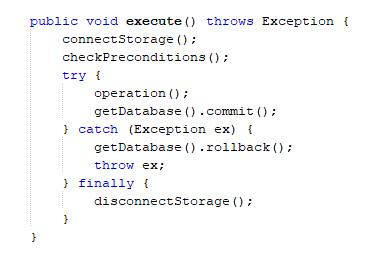 public void execute() throws Exception {
    connectStorage();
    checkPreconditions();
    try {
        operation();
        getDatabase().commit();
    } catch (Exception ex) {
        getDatabase().rollback();
        throw ex;
    } finally {
        disconnectStorage();
    }
}